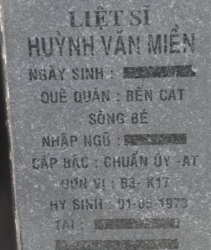 LIỆT SĨ
HUỲNH VĂN MIỀN
NGÀY SINH :
QUÊ QUÁN : BẾN CÁT
SÔNG BÉ
NHẬP NGŨ :
CẤP BẬC : CHUẨN ÚY -AT
ĐƠN VỊ : B3- K17
HY SINH : 01-05-1973
TẠI :